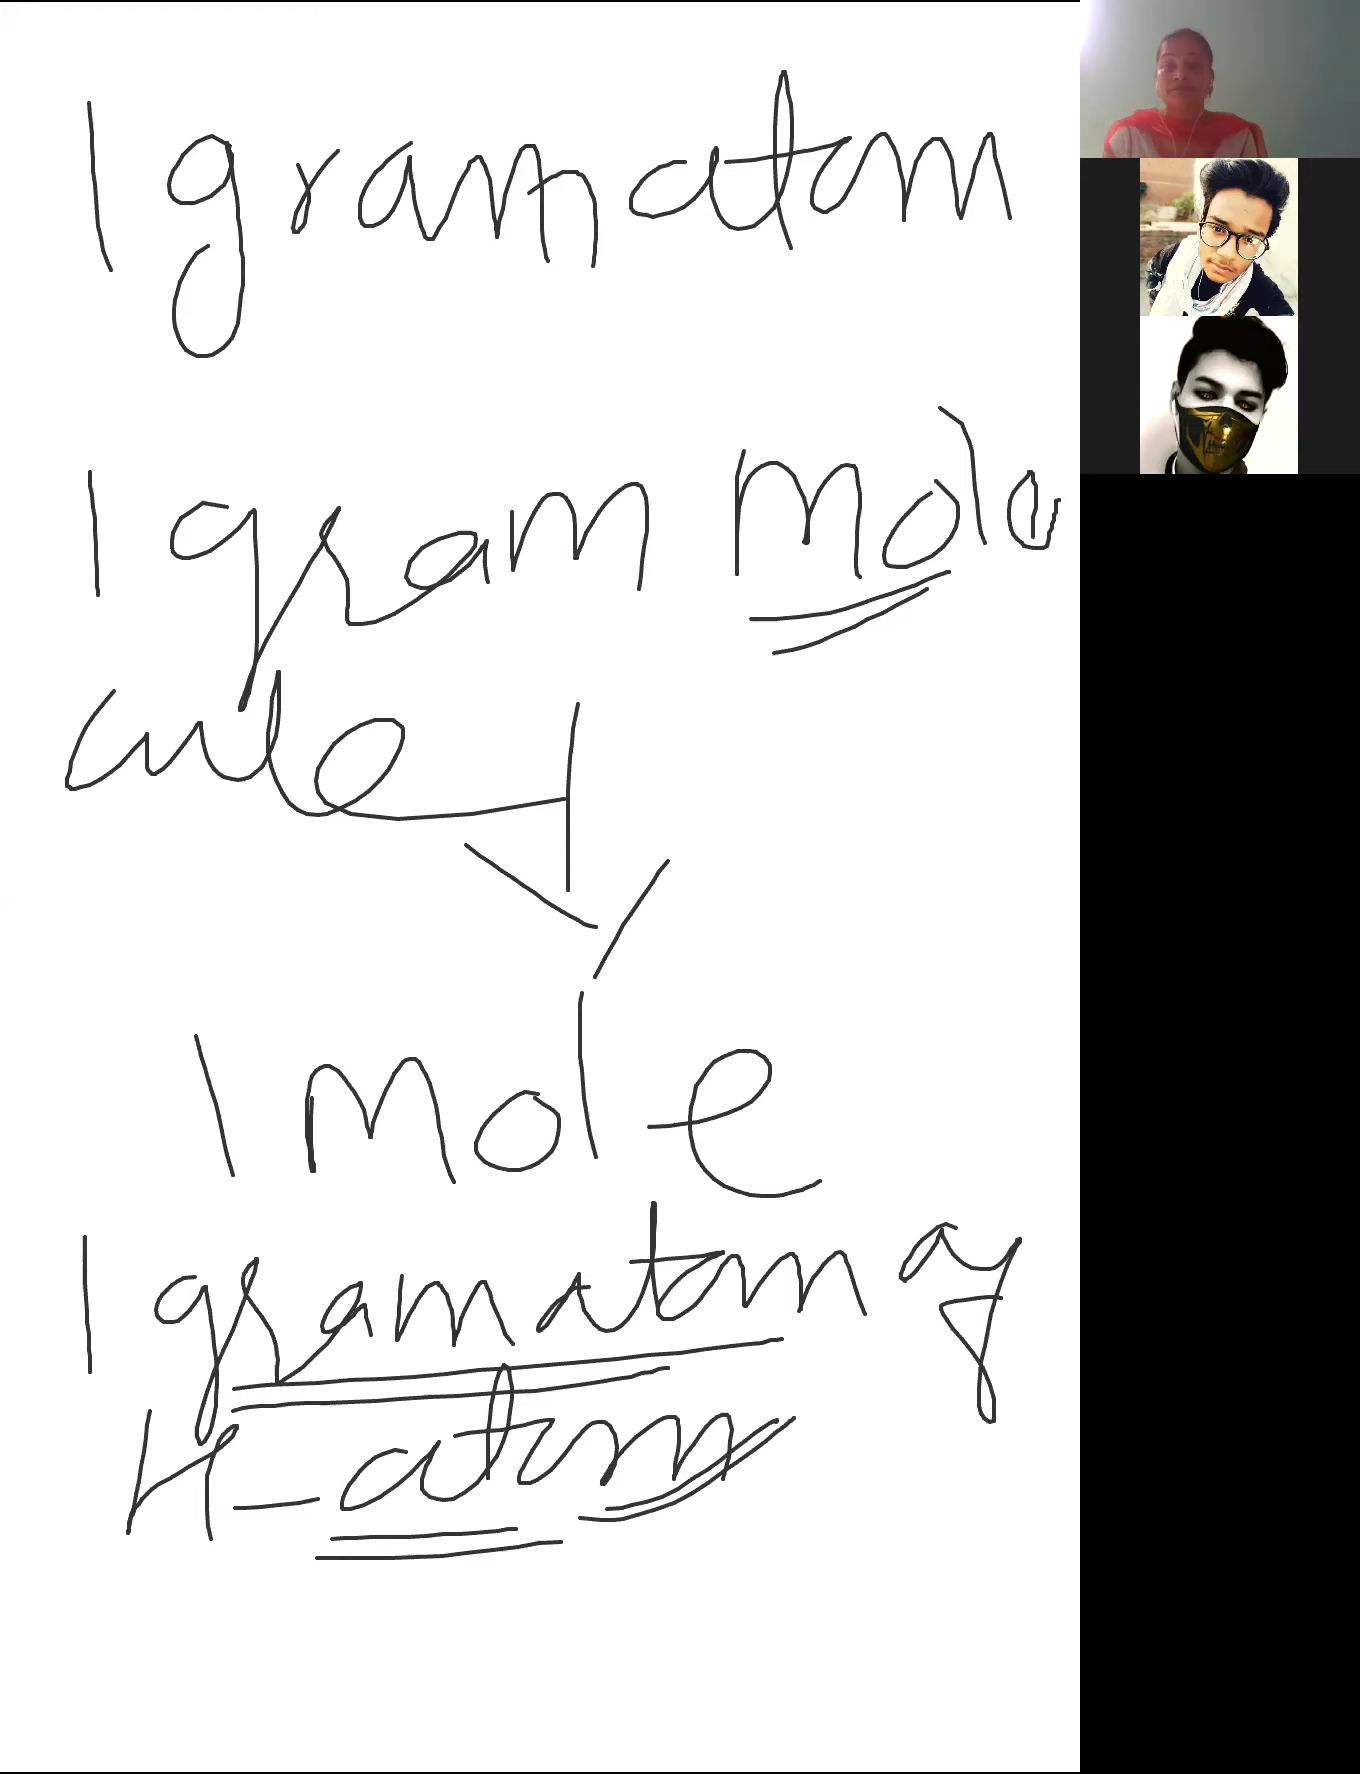 1 gram atom
1 gram mole
cule
1 mole
1 gram atom of
H-atom